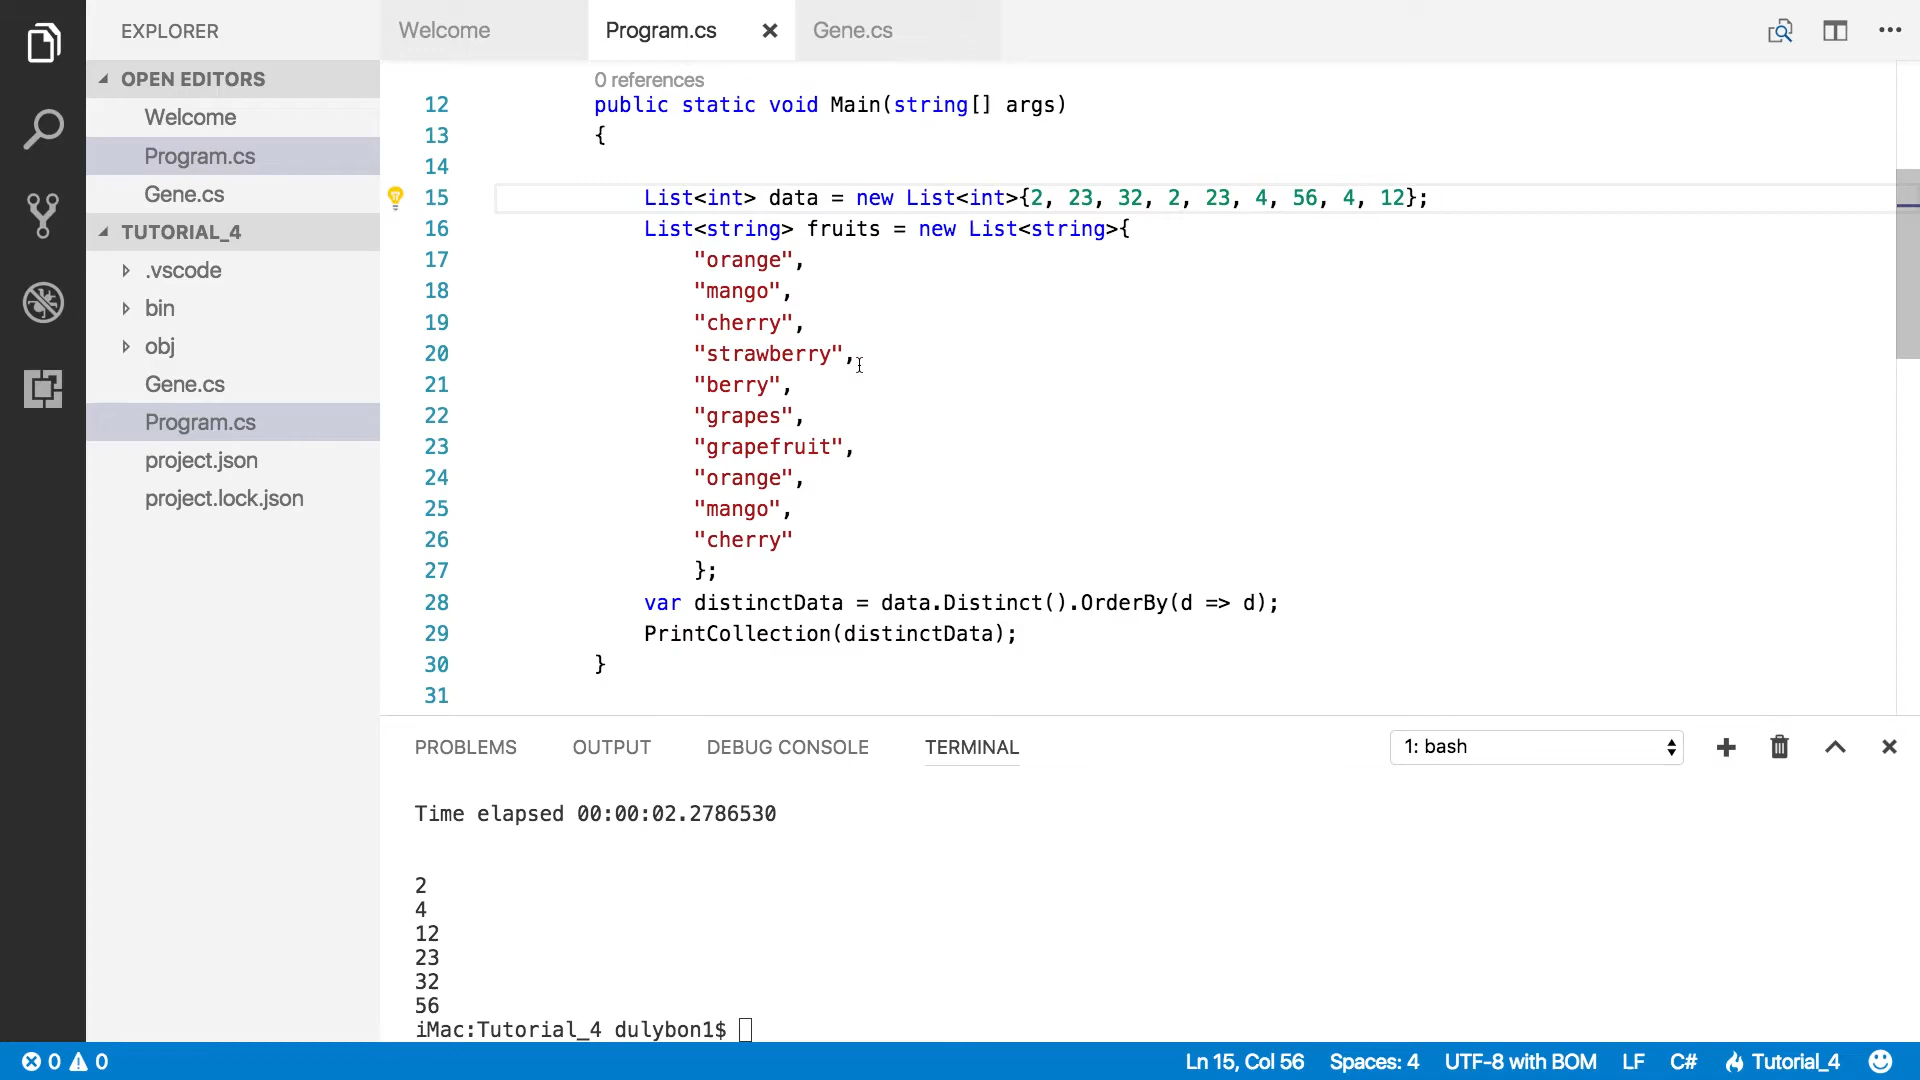 EXPLORER
OPEN EDITORS
Welcome
Program.cs
Gene.cs
TUTORIAL_4
.vscode
bin
obj
Gene.cs
Program.cs
project.json
project.lock.json
Welcome
Program.cs
Gene.cs
0 references
12 public static void Main(string[] args)
13 {
14
15 List<int> data = new List<int>{2, 23, 32, 2, 23, 4, 56, 4, 12};
16 List<string> fruits = new List<string>{
17 "orange",
18 "mango",
19 "cherry",
20 "strawberry",
21 "berry",
22 "grapes",
23 "grapefruit",
24 "orange",
25 "mango",
26 "cherry"
27 };
28 var distinctData = data.Distinct().OrderBy(d => d);
29 PrintCollection(distinctData);
30 }
31
PROBLEMS OUTPUT DEBUG CONSOLE TERMINAL 1: bash
Time elapsed 00:00:02.2786530
2
4
12
23
32
56
iMac:Tutorial_4 dulybon1$
0 0 Ln 15, Col 56 Spaces: 4 UTF-8 with BOM LF C# Tutorial_4